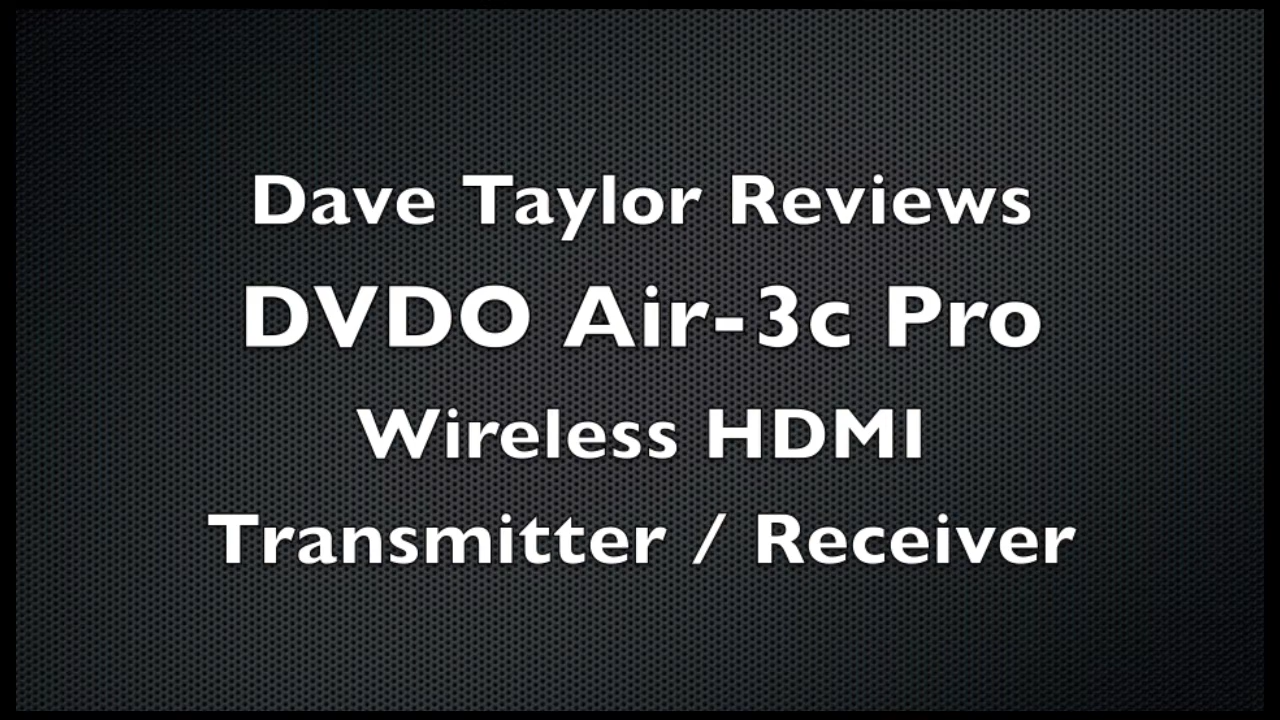 Dave Taylor Reviews
DVDO Air-3c Pro
Wireless HDMI
Transmitter / Receiver